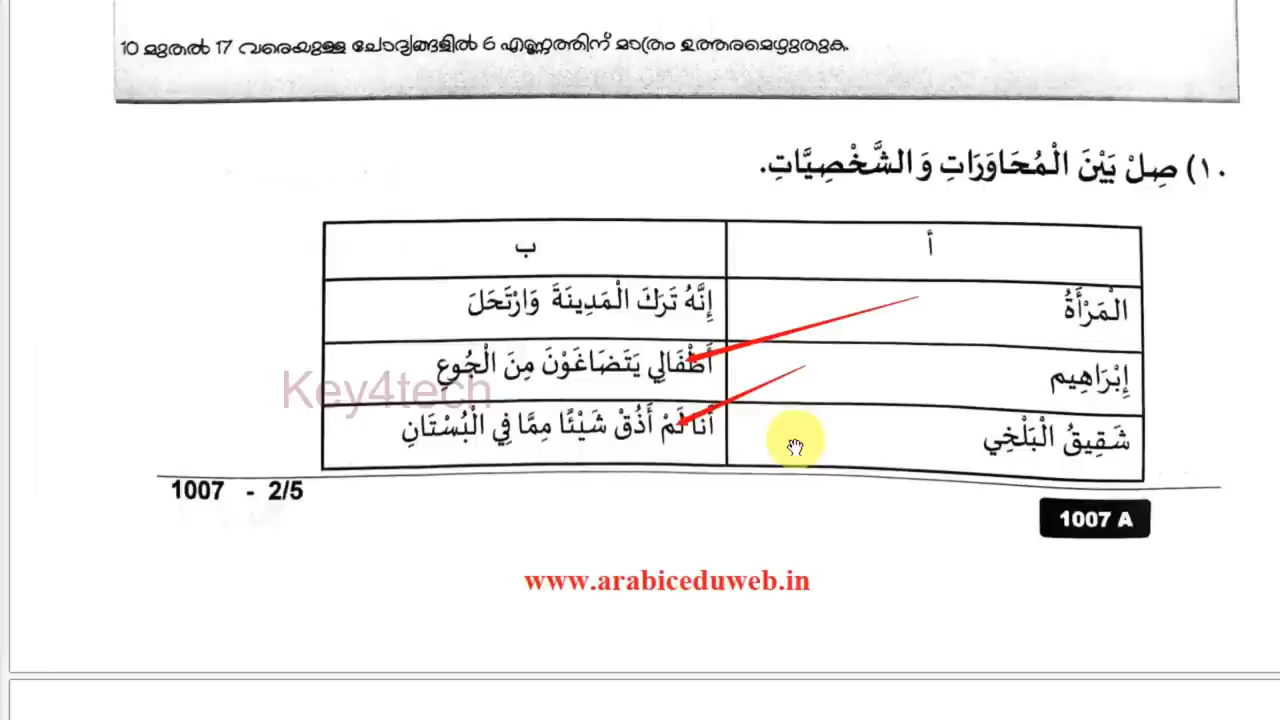 10 മുതൽ 17 വരെയുള്ള ചോദ്യങ്ങളിൽ 6 എണ്ണത്തിന് മാത്രം ഉത്തരമെഴുതുക.
١٠) صِلْ بَيْنَ الْمُحَاوَرَاتِ وَ الشَّخْصِيَّاتِ.
أ ب
الْمَرْأَةُ إِنَّهُ تَرَكَ الْمَدِينَةَ وَارْتَحَلَ
إِبْرَاهِيم أَطْفَالِي يَتَضَاغَوْنَ مِنَ الْجُوعِ
شَقِيقُ الْبَلْخِي أَنَا لَمْ أَذُقْ شَيْئًا مِمَّا فِي الْبُسْتَانِ
Key4tech
1007 - 2/5
1007 A
www.arabiceduweb.in